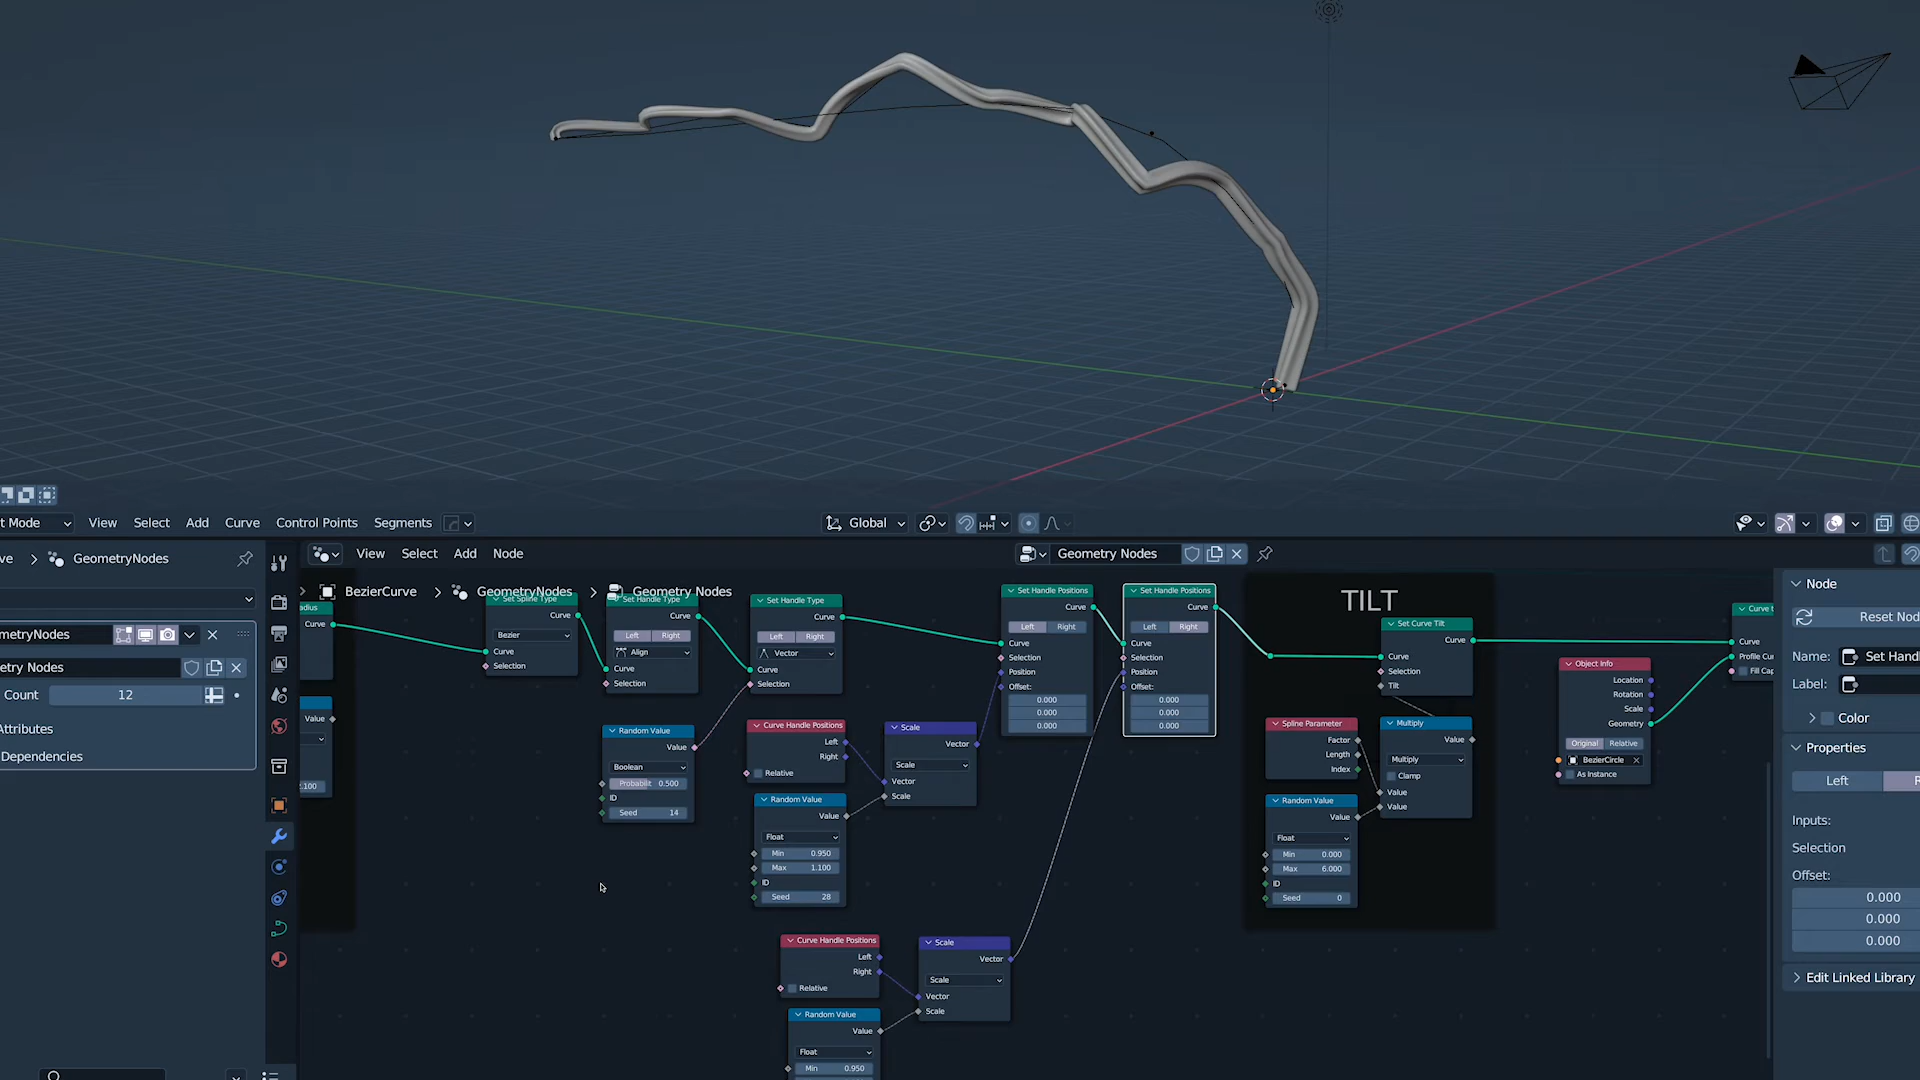 t Mode
View
Select
Add
Curve
Control Points
Segments
Global
ve
GeometryNodes
View
Select
Add
Node
Geometry Nodes
BezierCurve
GeometryNodes
Geometry Nodes
metryNodes
etry Nodes
Count
12
Attributes
Dependencies
adius
Curve
Value
2.100
Set Spline Type
Curve
Bezier
Curve
Selection
Set Handle Type
Curve
Left
Right
Align
Curve
Selection
Set Handle Type
Curve
Left
Right
Vector
Curve
Selection
Random Value
Value
Boolean
Probabilit 0.500
ID
Seed 14
Curve Handle Positions
Left
Right
Relative
Random Value
Value
Float
Min 0.950
Max 1.100
ID
Seed 28
Scale
Vector
Scale
Vector
Scale
Curve Handle Positions
Left
Right
Relative
Random Value
Value
Float
Min 0.950
Scale
Vector
Scale
Vector
Scale
Set Handle Positions
Curve
Left
Right
Curve
Selection
Position
Offset:
0.000
0.000
0.000
Set Handle Positions
Curve
Left
Right
Curve
Selection
Position
Offset:
0.000
0.000
0.000
TILT
Set Curve Tilt
Curve
Curve
Selection
Tilt
Spline Parameter
Factor
Length
Index
Random Value
Value
Float
Min 0.000
Max 6.000
ID
Seed 0
Multiply
Value
Multiply
Clamp
Value
Value
Object Info
Location
Rotation
Scale
Geometry
Original
Relative
BezierCircle
As Instance
Curve t
Curve
Profile Cu
Fill Cap
Node
Reset Nod
Name:
Set Handl
Label:
Color
Properties
Left
R
Inputs:
Selection
Offset:
0.000
0.000
0.000
Edit Linked Library